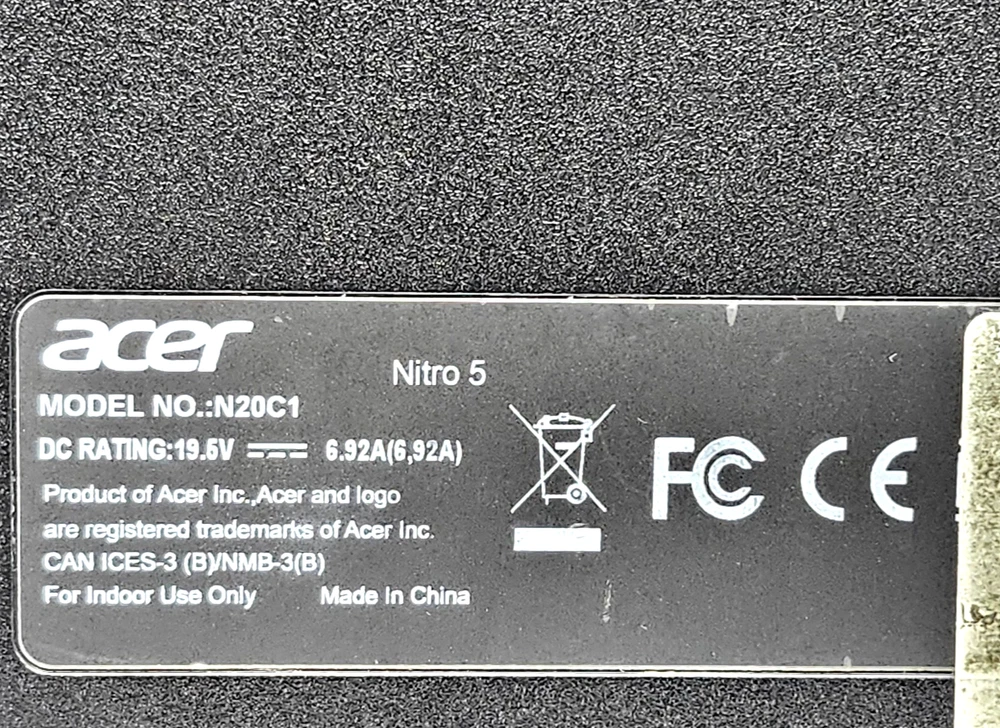 acer
Nitro 5
MODEL NO.:N20C1
DC RATING:19.5V 6.92A(6,92A)
Product of Acer Inc.,Acer and logo
are registered trademarks of Acer Inc.
CAN ICES-3 (B)/NMB-3(B)
For Indoor Use Only Made In China
FC CE